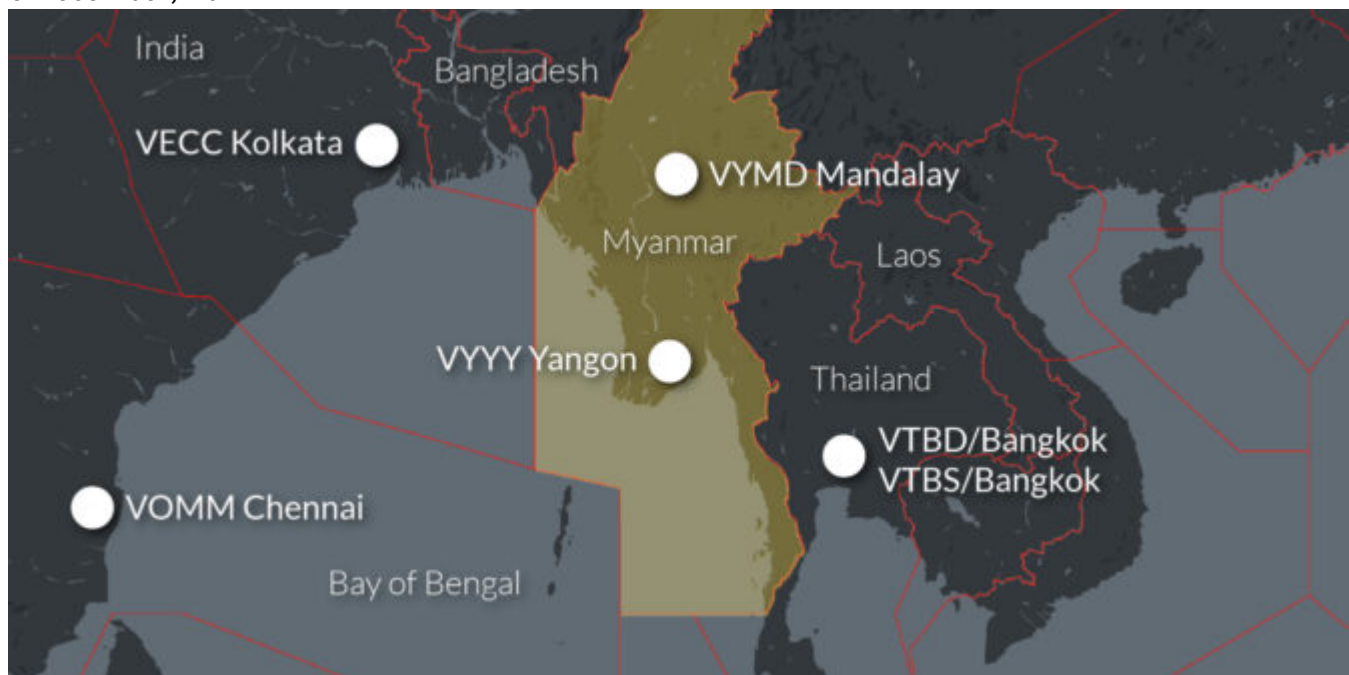 India
Bangladesh
VECC Kolkata
VYMD Mandalay
Myanmar
Laos
VYYY Yangon
Thailand
VTBD/Bangkok
VTBS/Bangkok
VOMM Chennai
Bay of Bengal